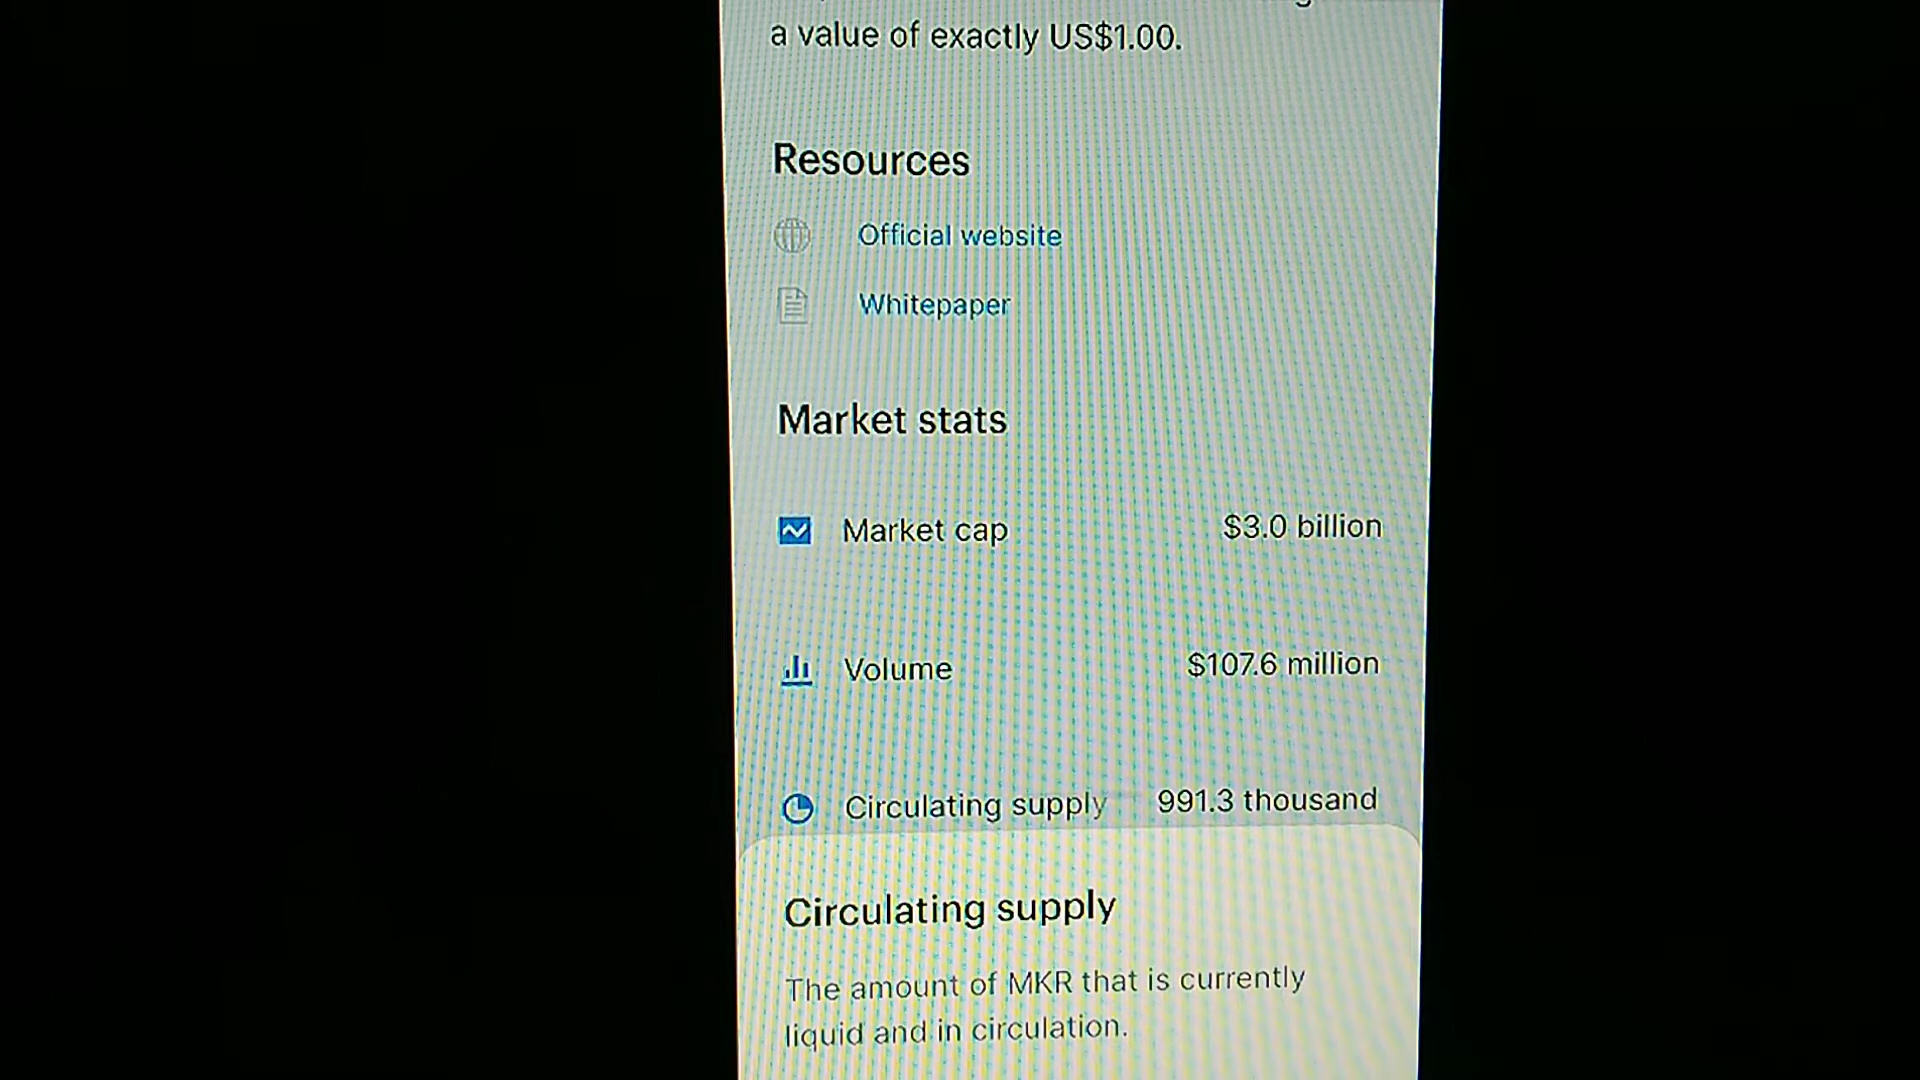 a value of exactly US$1.00.
Resources
Official website
Whitepaper
Market stats
Market cap $3.0 billion
Volume $107.6 million
Circulating supply 991.3 thousand
Circulating supply
The amount of MKR that is currently
liquid and in circulation.